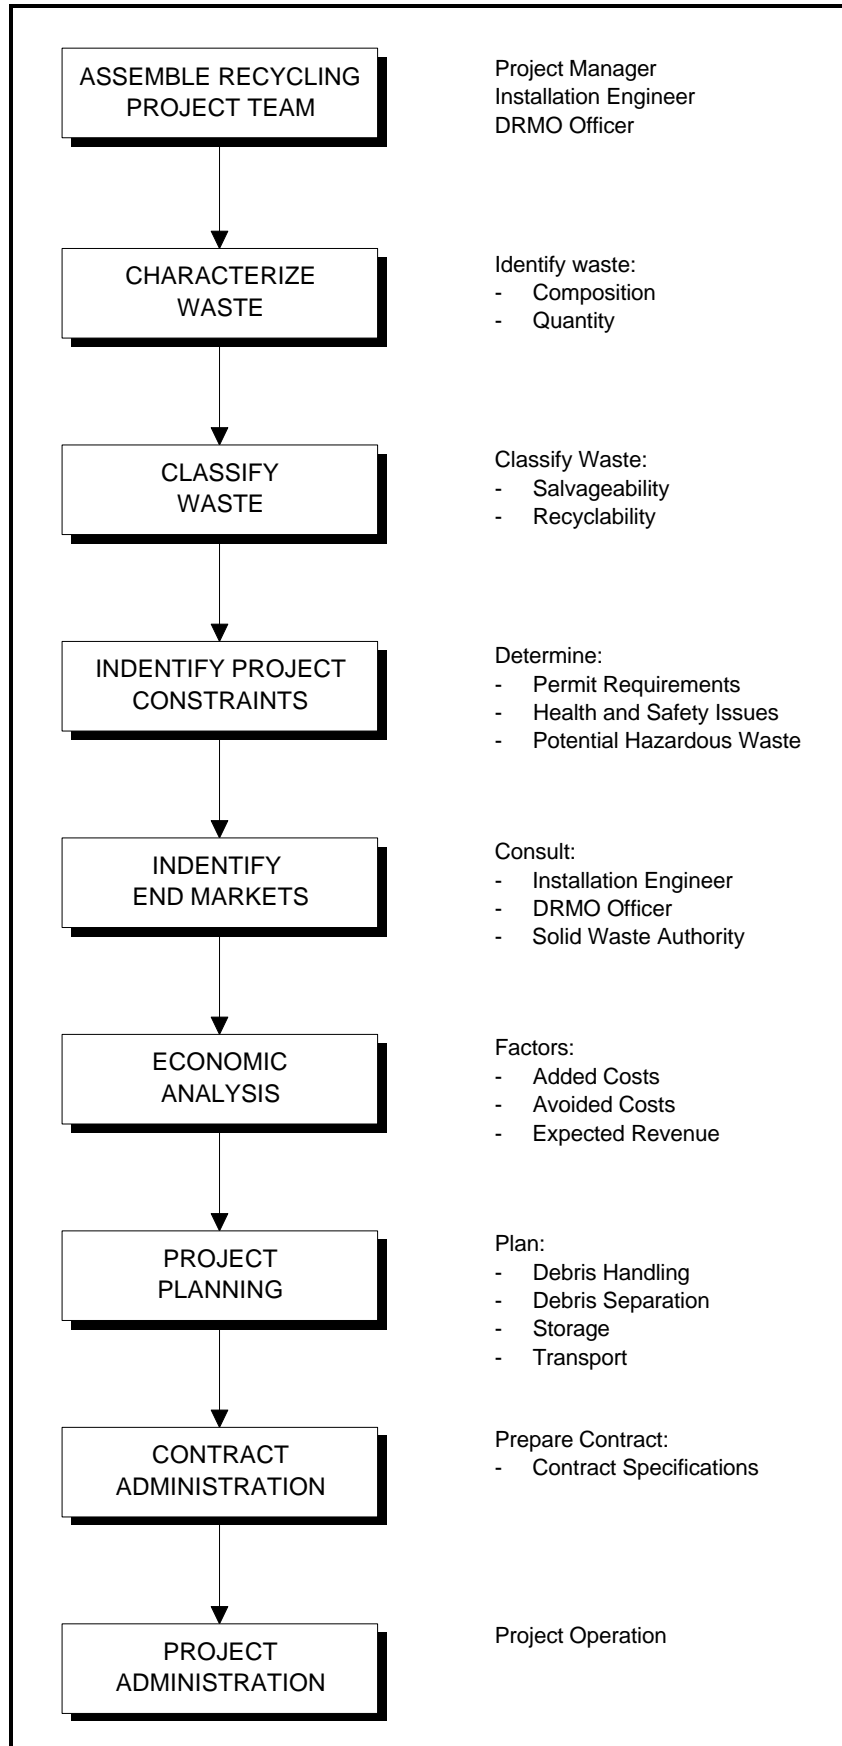 ASSEMBLE RECYCLING
PROJECT TEAM
Project Manager
Installation Engineer
DRMO Officer
CHARACTERIZE
WASTE
Identify waste:
- Composition
- Quantity
CLASSIFY
WASTE
Classify Waste:
- Salvageability
- Recyclability
INDENTIFY PROJECT
CONSTRAINTS
Determine:
- Permit Requirements
- Health and Safety Issues
- Potential Hazardous Waste
INDENTIFY
END MARKETS
Consult:
- Installation Engineer
- DRMO Officer
- Solid Waste Authority
ECONOMIC
ANALYSIS
Factors:
- Added Costs
- Avoided Costs
- Expected Revenue
PROJECT
PLANNING
Plan:
- Debris Handling
- Debris Separation
- Storage
- Transport
CONTRACT
ADMINISTRATION
Prepare Contract:
- Contract Specifications
PROJECT
ADMINISTRATION
Project Operation